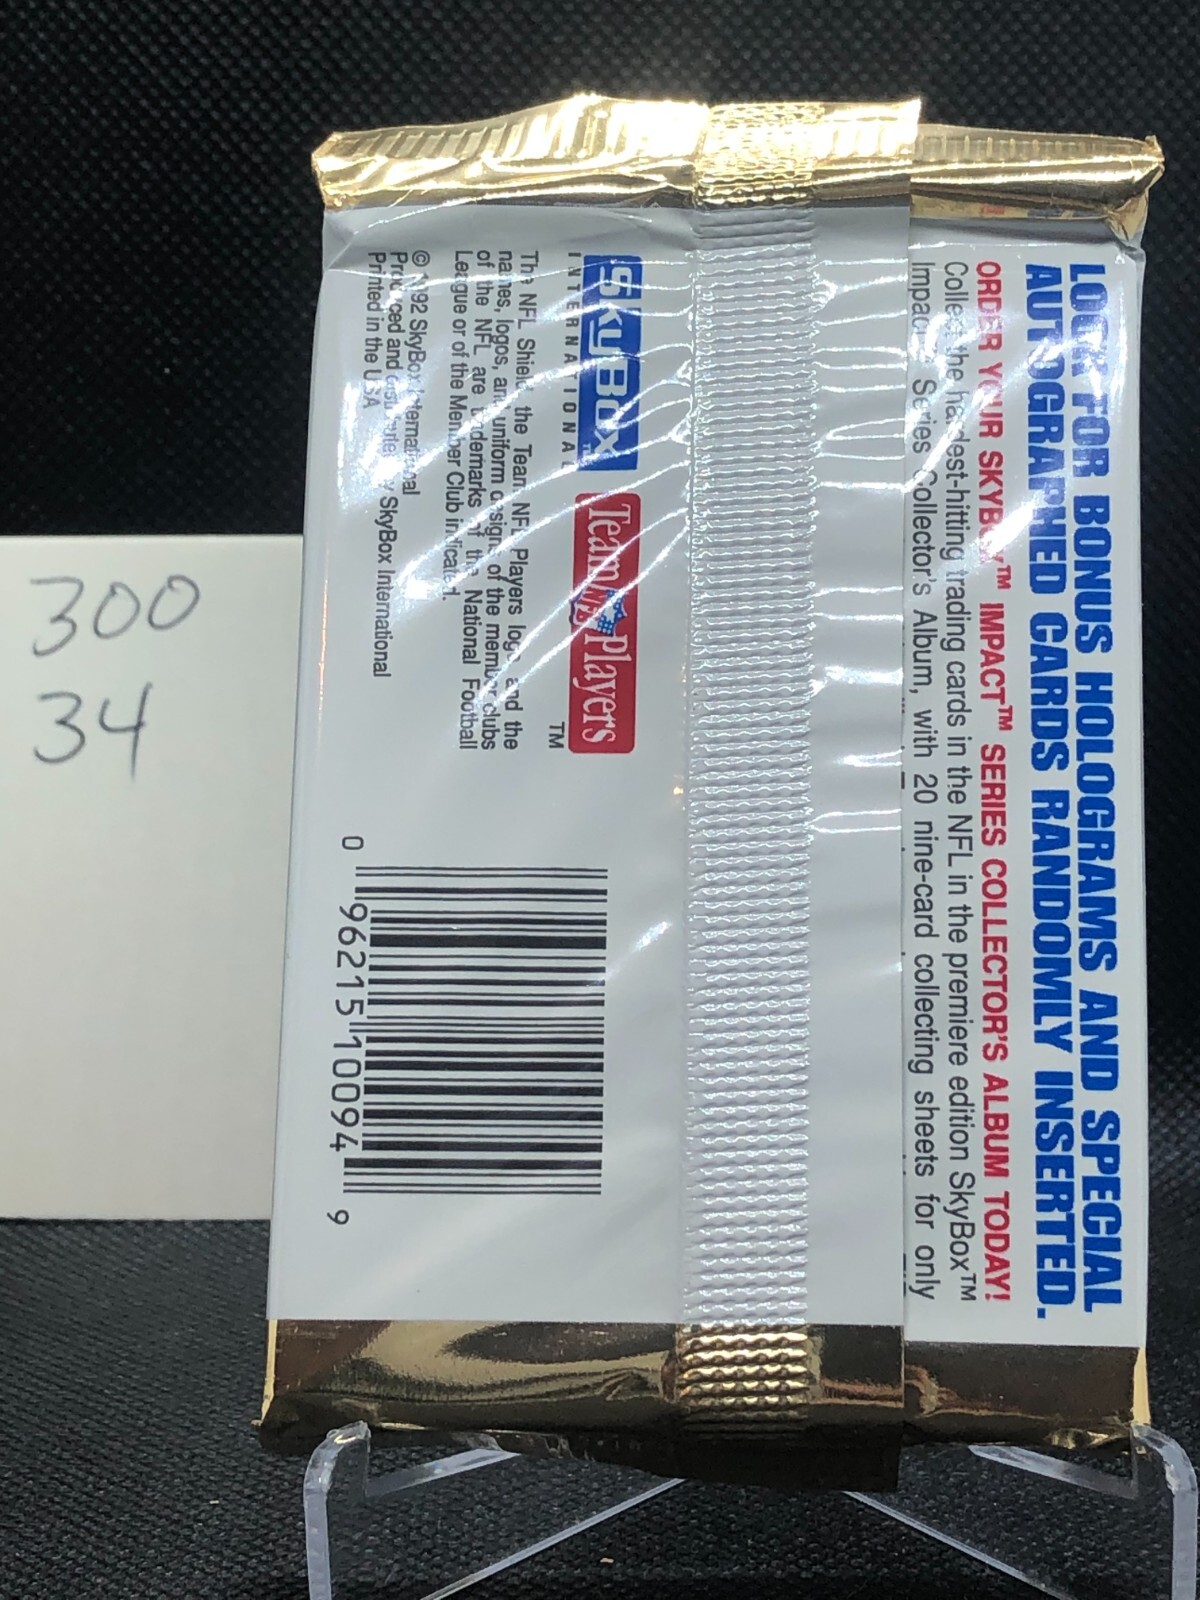 300
34
LOOK FOR BONUS HOLOGRAMS AND SPECIAL
AUTOGRAPHED CARDS RANDOMLY INSERTED.
ORDER YOUR SKYBOX™ IMPACT™ SERIES COLLECTOR'S ALBUM TODAY!
Collect the hardest-hitting trading cards in the NFL in the premiere edition SkyBox™
Impact™ Series Collector's Album, with 20 nine-card collecting sheets for only
SkyBox™
INTERNATIONAL
Team NFL Players
™
The NFL Shield, the Team NFL Players logo and the
names, logos, and uniform designs of the member clubs
of the NFL are trademarks of the National Football
League or of the Member Club indicated.
© 1992 SkyBox International
Produced and distributed by SkyBox International
Printed in the USA
0 96215 10094 9